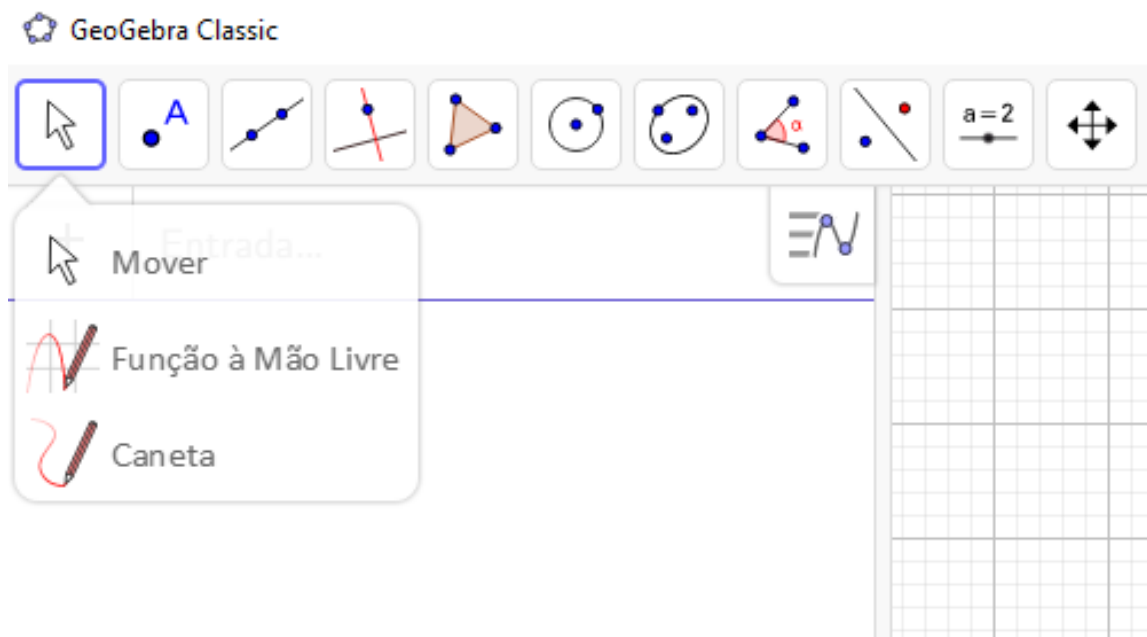 GeoGebra Classic
A
α
a=2
Entrada...
Mover
Função à Mão Livre
Caneta